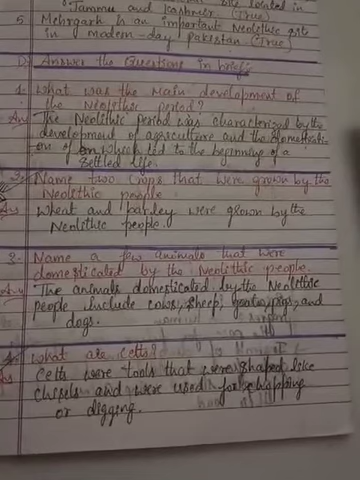 Jammu and Kashmir (True)
5. Mehrgarh is an important Neolithic site
in modern-day Pakistan (True)
D. Answer the Questions in brief:-
1. What was the Main development of
the Neolithic period?
Ans The Neolithic Period was characterised by the
development of agriculture and the domesticati-
on of which led to the beginning of a
settled life.
2. Name two Crops that were grown by the
Neolithic people
Ans Wheat and barley were grown by the
Neolithic people.
3. Name a few animals that were
domesticated by the Neolithic people.
Ans The animals domesticated by the Neolithic
people include cows, sheep, goats, pigs, and
dogs.
4. What are Celts?
Ans Celts were tools that were shaped like
chisels and were used for chopping
or digging.